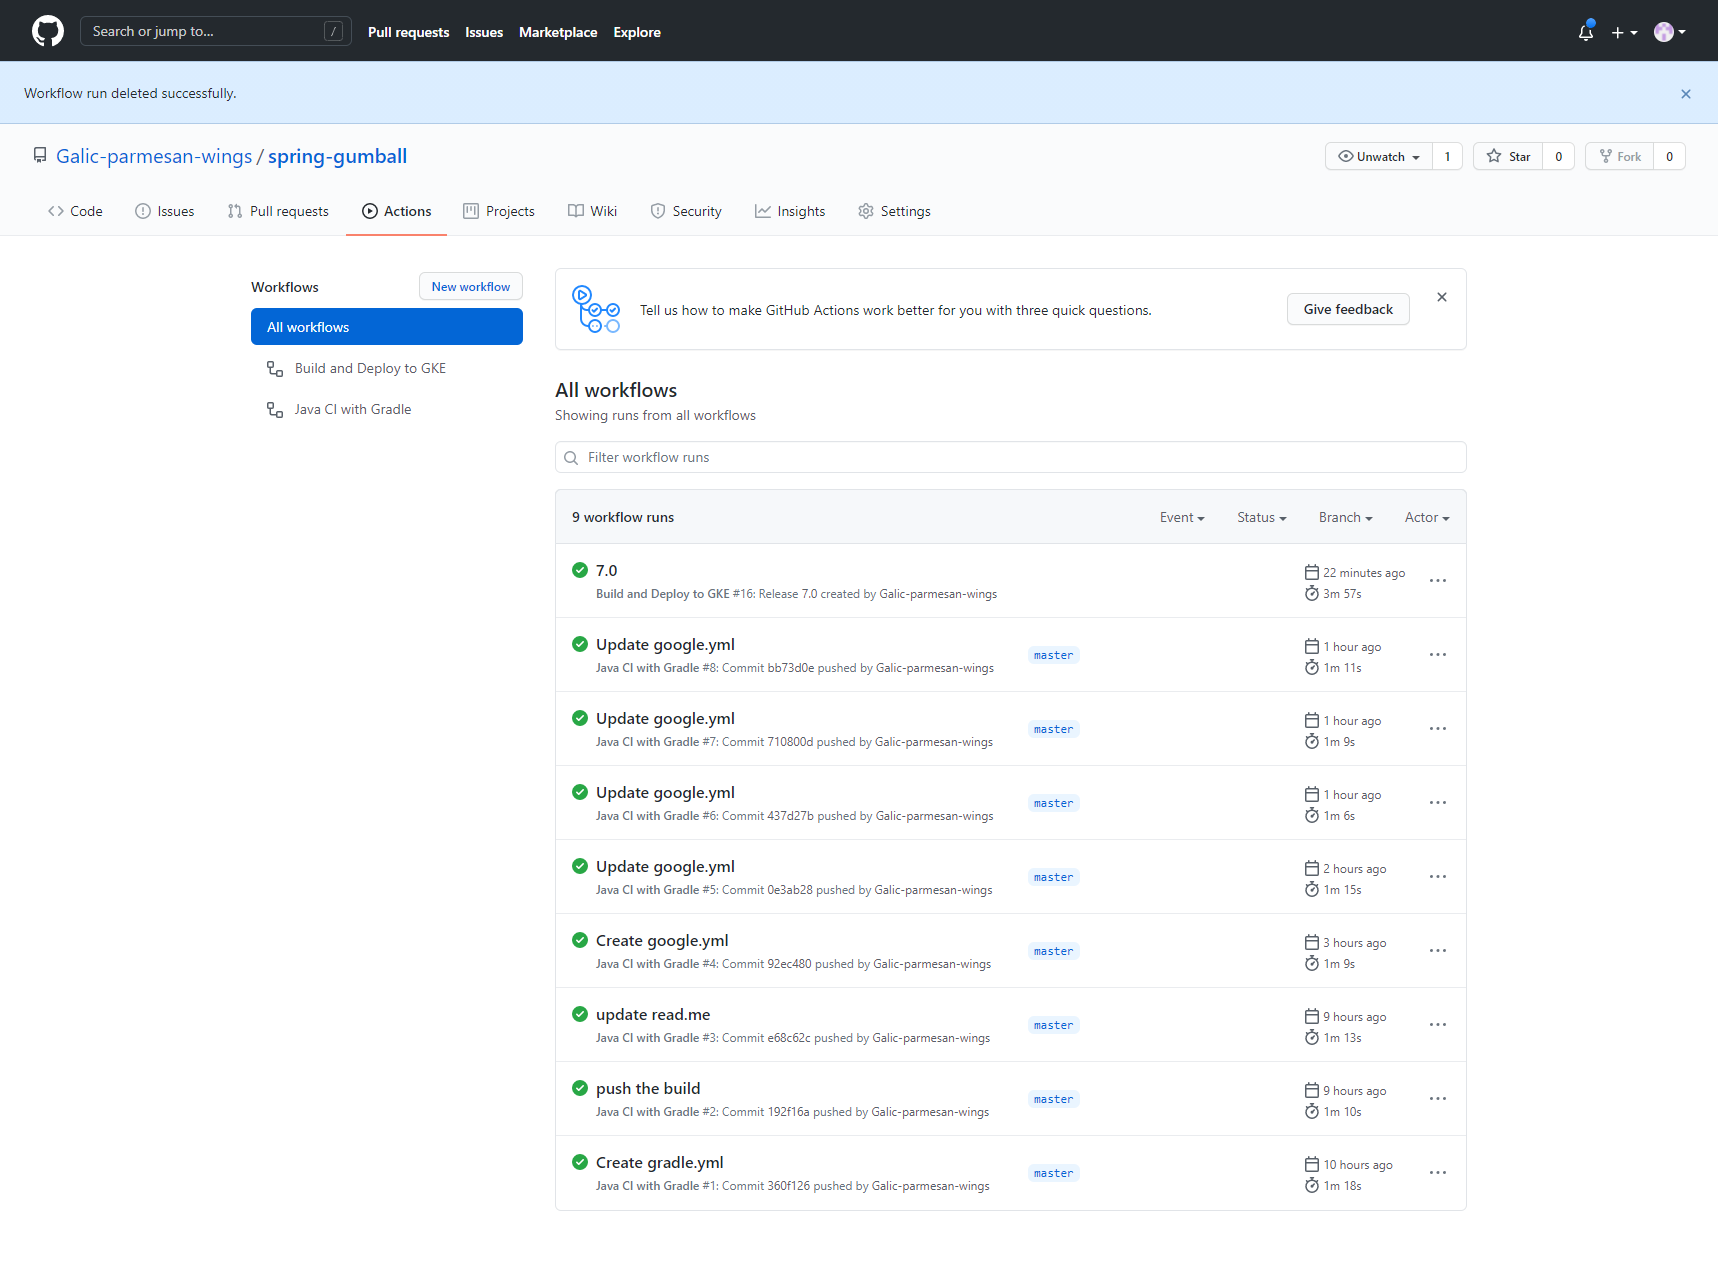 Search or jump to...
/
Pull requests
Issues
Marketplace
Explore
Workflow run deleted successfully.
Galic-parmesan-wings / spring-gumball
Unwatch 1
Star 0
Fork 0
Code
Issues
Pull requests
Actions
Projects
Wiki
Security
Insights
Settings
Workflows
New workflow
All workflows
Build and Deploy to GKE
Java CI with Gradle
Tell us how to make GitHub Actions work better for you with three quick questions.
Give feedback
All workflows
Showing runs from all workflows
Filter workflow runs
9 workflow runs
Event
Status
Branch
Actor
7.0
Build and Deploy to GKE #16: Release 7.0 created by Galic-parmesan-wings
22 minutes ago
3m 57s
Update google.yml
Java CI with Gradle #8: Commit bb73d0e pushed by Galic-parmesan-wings
master
1 hour ago
1m 11s
Update google.yml
Java CI with Gradle #7: Commit 710800d pushed by Galic-parmesan-wings
master
1 hour ago
1m 9s
Update google.yml
Java CI with Gradle #6: Commit 437d27b pushed by Galic-parmesan-wings
master
1 hour ago
1m 6s
Update google.yml
Java CI with Gradle #5: Commit 0e3ab28 pushed by Galic-parmesan-wings
master
2 hours ago
1m 15s
Create google.yml
Java CI with Gradle #4: Commit 92ec480 pushed by Galic-parmesan-wings
master
3 hours ago
1m 9s
update read.me
Java CI with Gradle #3: Commit e68c62c pushed by Galic-parmesan-wings
master
9 hours ago
1m 13s
push the build
Java CI with Gradle #2: Commit 192f16a pushed by Galic-parmesan-wings
master
9 hours ago
1m 10s
Create gradle.yml
Java CI with Gradle #1: Commit 360f126 pushed by Galic-parmesan-wings
master
10 hours ago
1m 18s